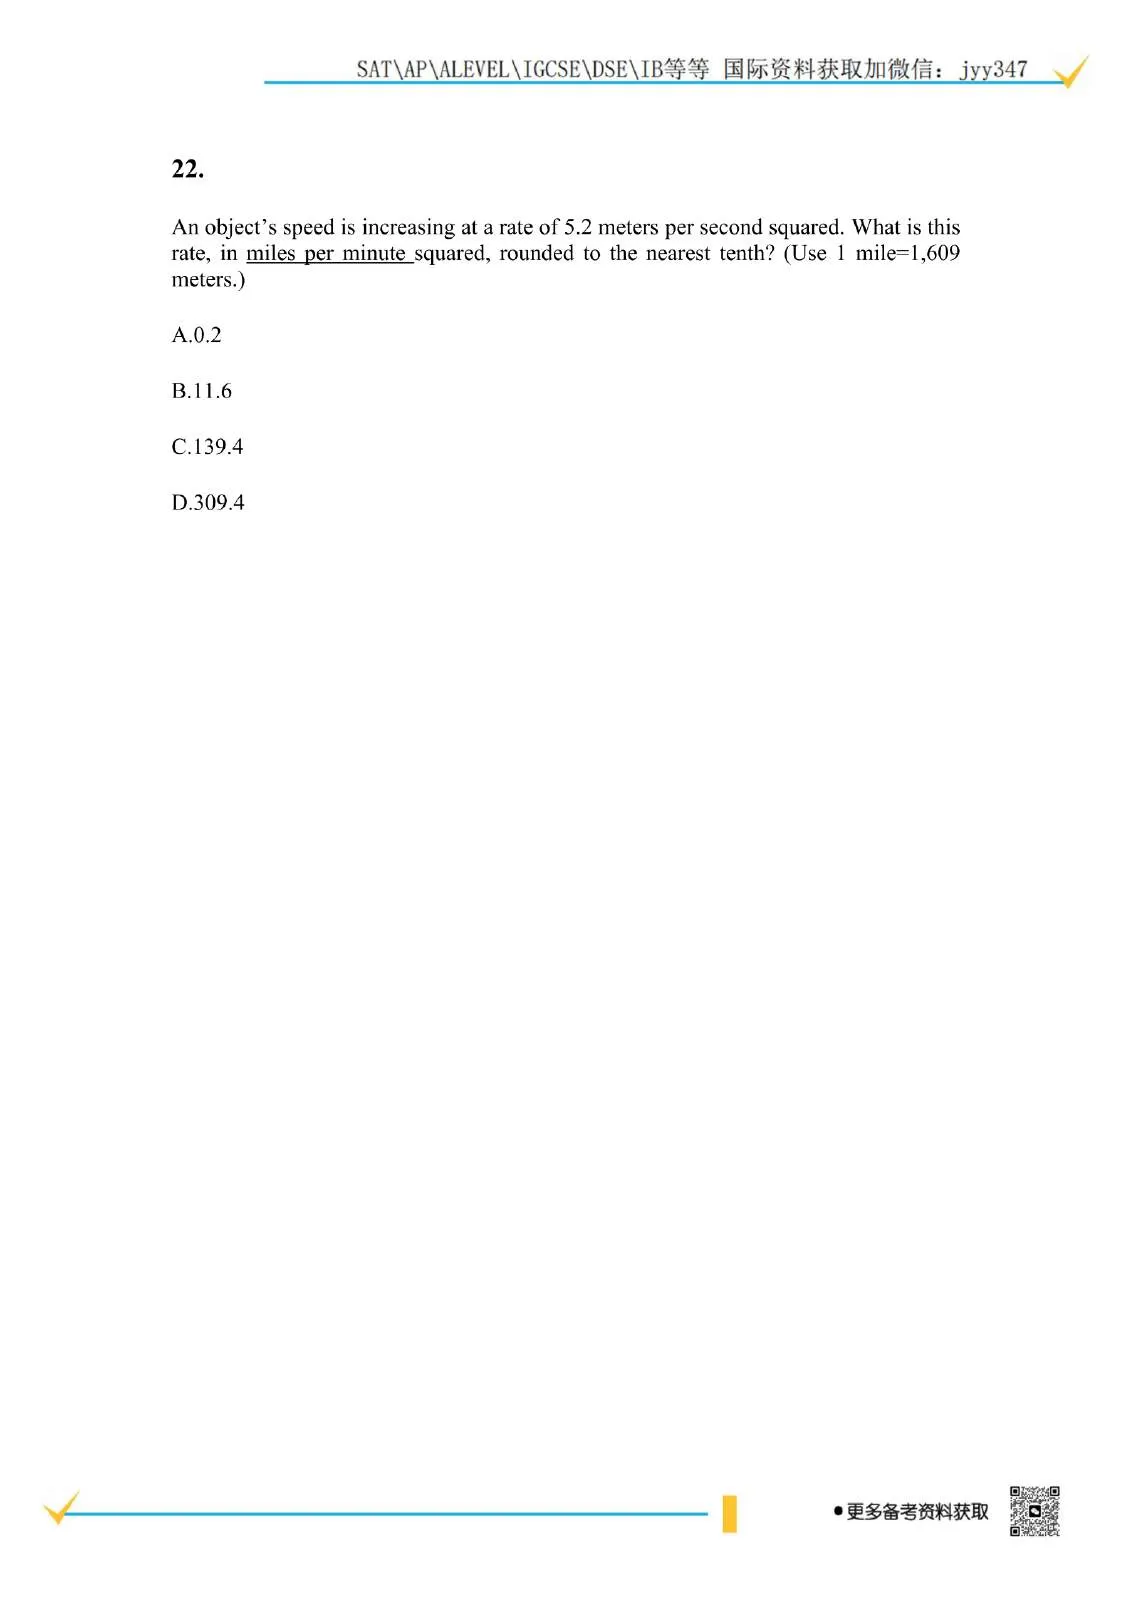 SAT\AP\ALEVEL\IGCSE\DSE\IB等等 国际资料获取加微信：jyy347
22.
An object’s speed is increasing at a rate of 5.2 meters per second squared. What is this
rate, in miles per minute squared, rounded to the nearest tenth? (Use 1 mile=1,609
meters.)
A.0.2
B.11.6
C.139.4
D.309.4
•更多备考资料获取